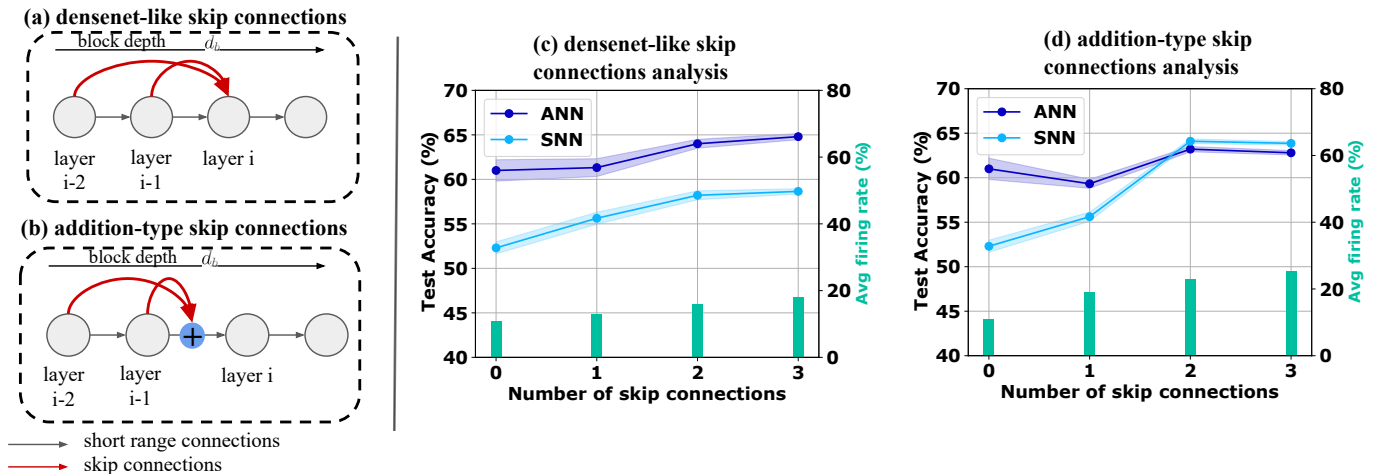 (a) densenet-like skip connections
block depth d_b
layer i-2
layer i-1
layer i
(b) addition-type skip connections
block depth d_b
+
layer i-2
layer i-1
layer i
short range connections
skip connections
(c) densenet-like skip
connections analysis
ANN
SNN
Test Accuracy (%)
70
65
60
55
50
45
40
80
60
40
20
0
Avg firing rate (%)
0 1 2 3
Number of skip connections
(d) addition-type skip
connections analysis
ANN
SNN
Test Accuracy (%)
70
65
60
55
50
45
40
80
60
40
20
0
Avg firing rate (%)
0 1 2 3
Number of skip connections